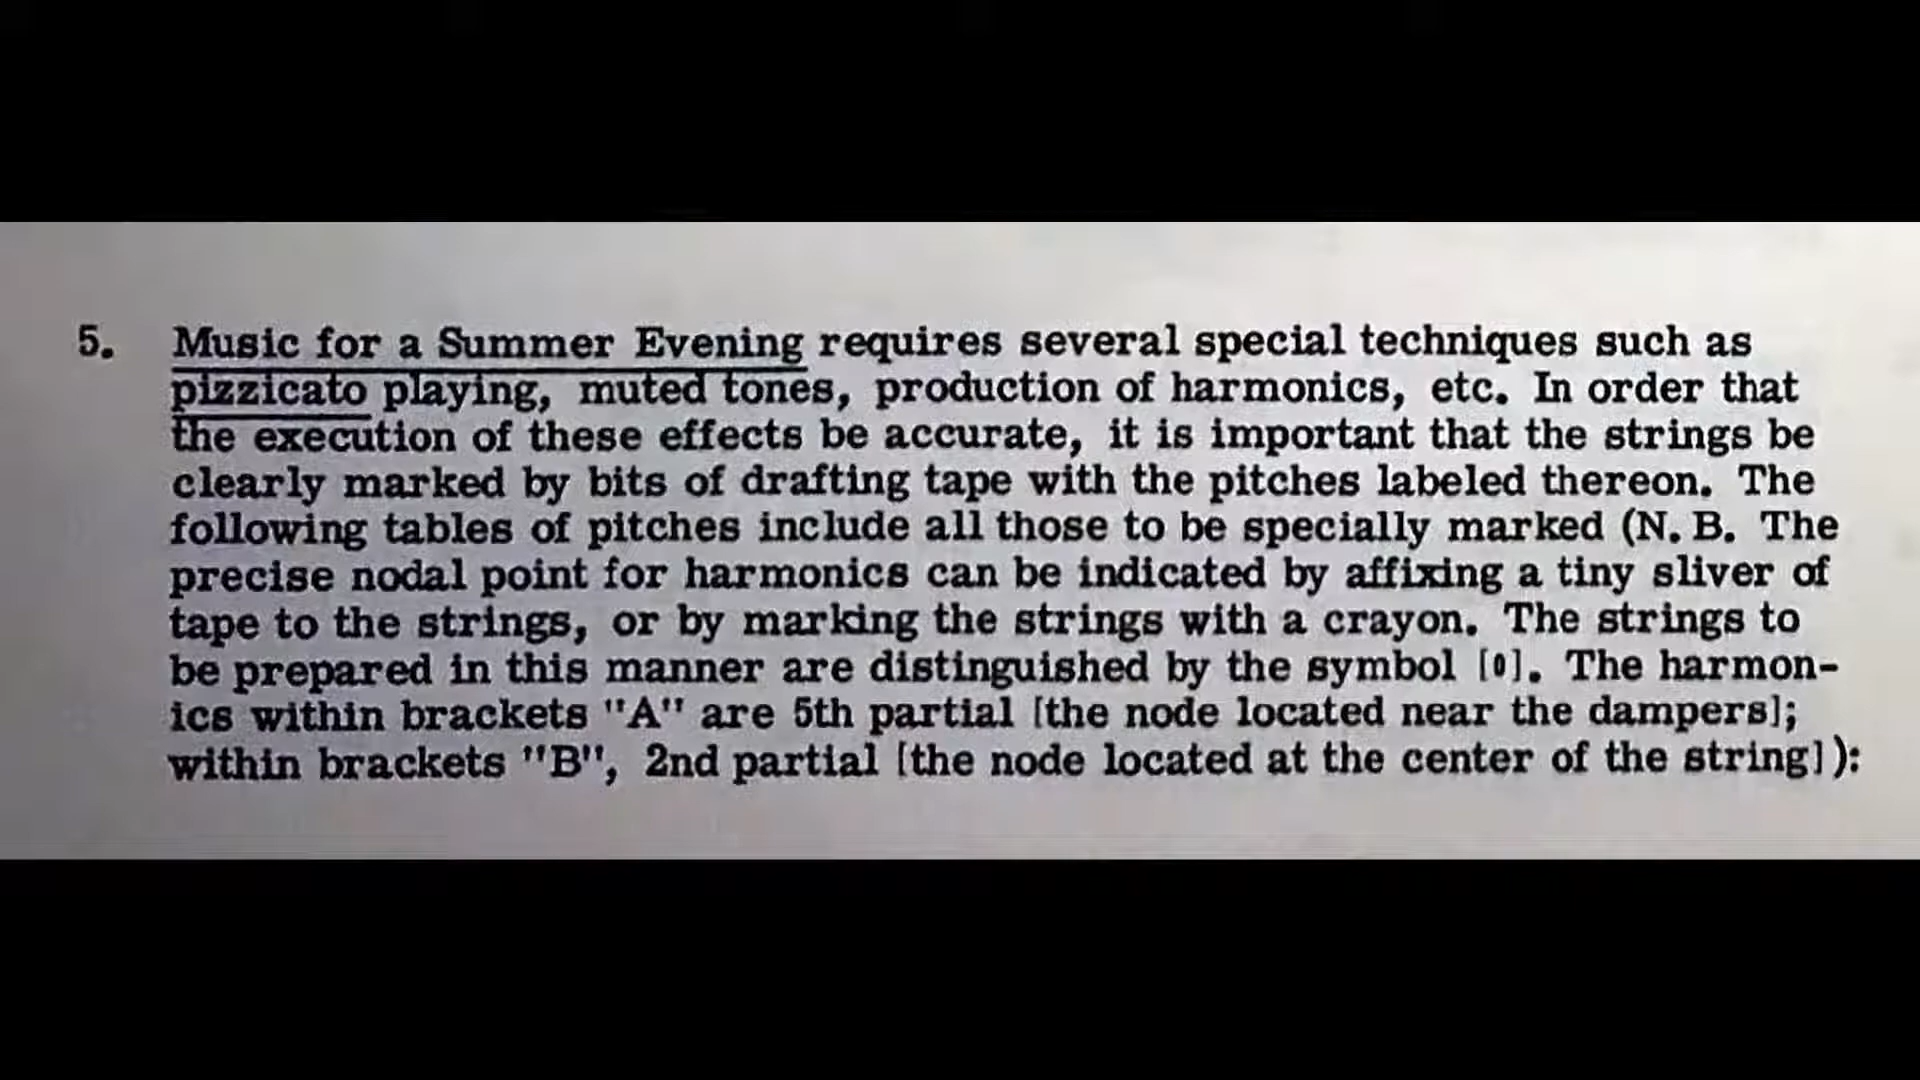 5. Music for a Summer Evening requires several special techniques such as
pizzicato playing, muted tones, production of harmonics, etc. In order that
the execution of these effects be accurate, it is important that the strings be
clearly marked by bits of drafting tape with the pitches labeled thereon. The
following tables of pitches include all those to be specially marked (N. B. The
precise nodal point for harmonics can be indicated by affixing a tiny sliver of
tape to the strings, or by marking the strings with a crayon. The strings to
be prepared in this manner are distinguished by the symbol [0]. The harmon-
ics within brackets "A" are 5th partial [the node located near the dampers];
within brackets "B", 2nd partial [the node located at the center of the string]):